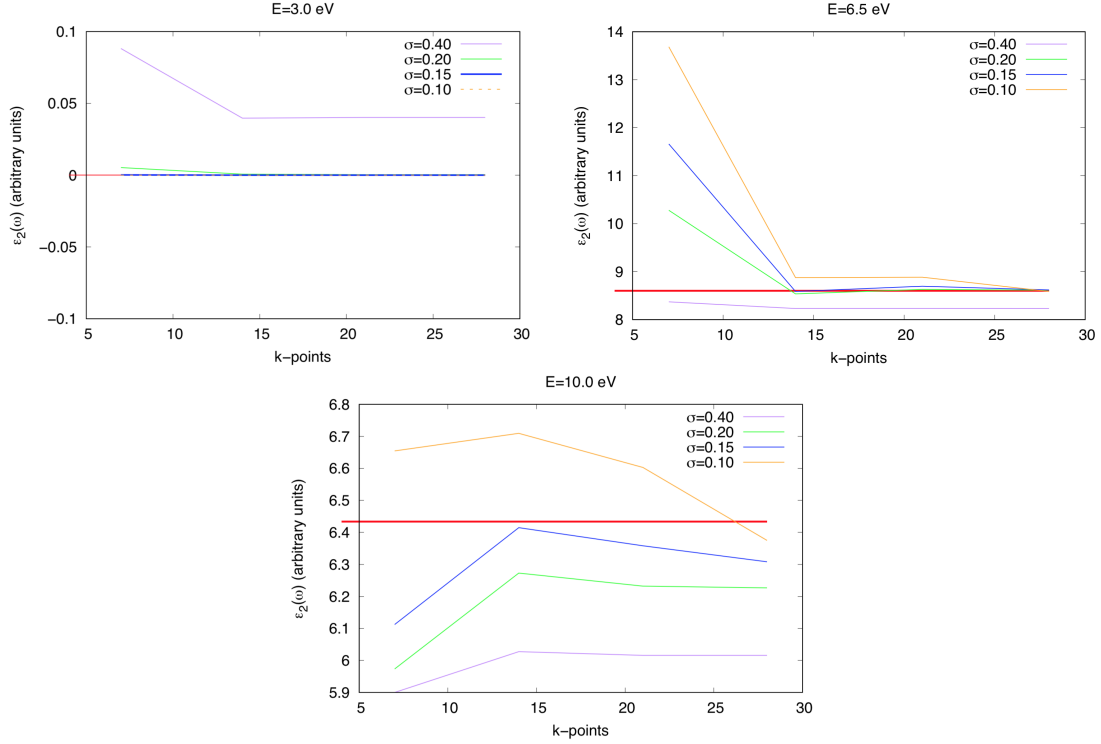 E=3.0 eV
0.1
0.05
0
−0.05
−0.1
ε2(ω) (arbitrary units)
σ=0.40
σ=0.20
σ=0.15
σ=0.10
5 10 15 20 25 30
k−points
E=6.5 eV
14
13
12
11
10
9
8
ε2(ω) (arbitrary units)
σ=0.40
σ=0.20
σ=0.15
σ=0.10
5 10 15 20 25 30
k−points
E=10.0 eV
6.8
6.7
6.6
6.5
6.4
6.3
6.2
6.1
6
5.9
ε2(ω) (arbitrary units)
σ=0.40
σ=0.20
σ=0.15
σ=0.10
5 10 15 20 25 30
k−points